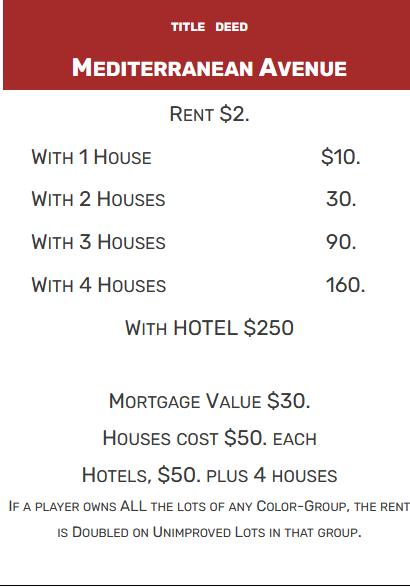 TITLE DEED
MEDITERRANEAN AVENUE
RENT $2.
WITH 1 HOUSE $10.
WITH 2 HOUSES 30.
WITH 3 HOUSES 90.
WITH 4 HOUSES 160.
WITH HOTEL $250
MORTGAGE VALUE $30.
HOUSES COST $50. EACH
HOTELS, $50. PLUS 4 HOUSES
IF A PLAYER OWNS ALL THE LOTS OF ANY COLOR-GROUP, THE RENT
IS DOUBLED ON UNIMPROVED LOTS IN THAT GROUP.